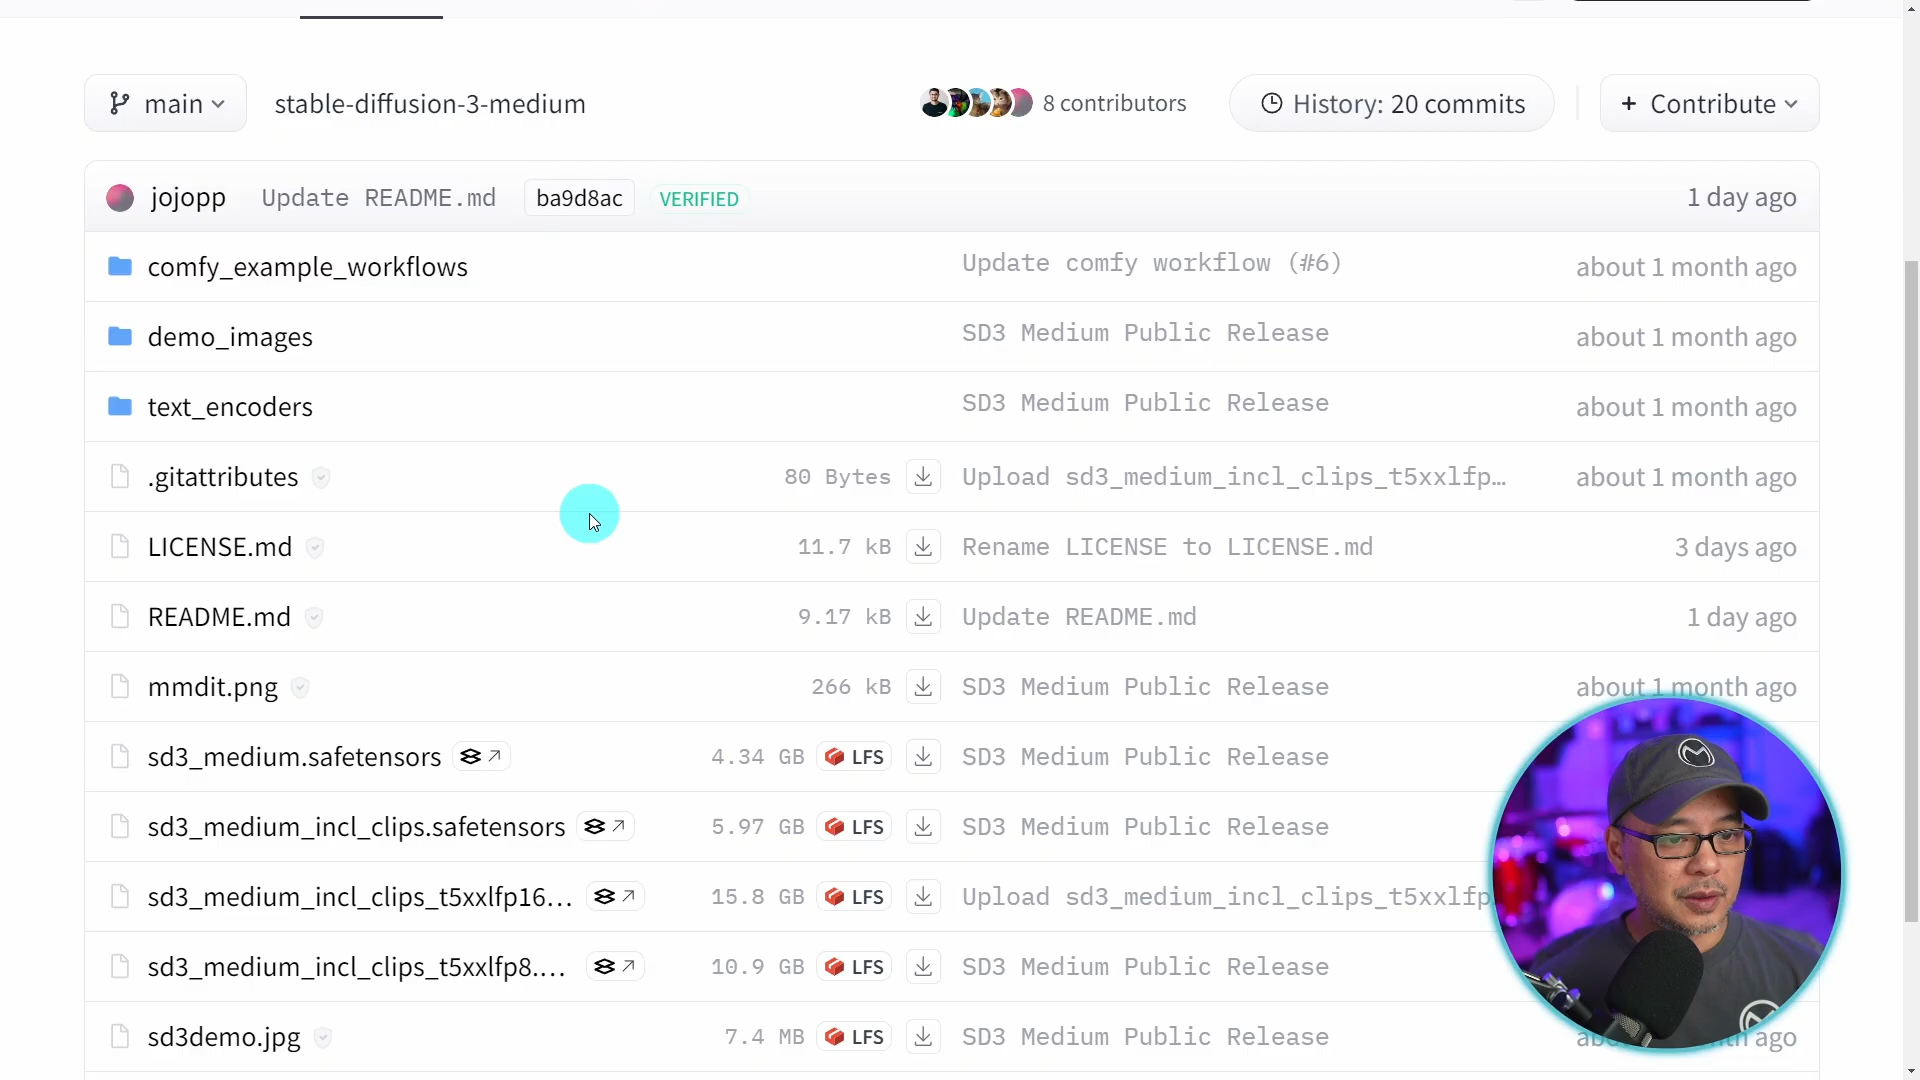 main stable-diffusion-3-medium 8 contributors History: 20 commits + Contribute
jojopp Update README.md ba9d8ac VERIFIED 1 day ago
comfy_example_workflows Update comfy workflow (#6) about 1 month ago
demo_images SD3 Medium Public Release about 1 month ago
text_encoders SD3 Medium Public Release about 1 month ago
.gitattributes 80 Bytes Upload sd3_medium_incl_clips_t5xxlfp… about 1 month ago
LICENSE.md 11.7 kB Rename LICENSE to LICENSE.md 3 days ago
README.md 9.17 kB Update README.md 1 day ago
mmdit.png 266 kB SD3 Medium Public Release about 1 month ago
sd3_medium.safetensors 4.34 GB LFS SD3 Medium Public Release
sd3_medium_incl_clips.safetensors 5.97 GB LFS SD3 Medium Public Release
sd3_medium_incl_clips_t5xxlfp16… 15.8 GB LFS Upload sd3_medium_incl_clips_t5xxlfp
sd3_medium_incl_clips_t5xxlfp8.… 10.9 GB LFS SD3 Medium Public Release
sd3demo.jpg 7.4 MB LFS SD3 Medium Public Release ago